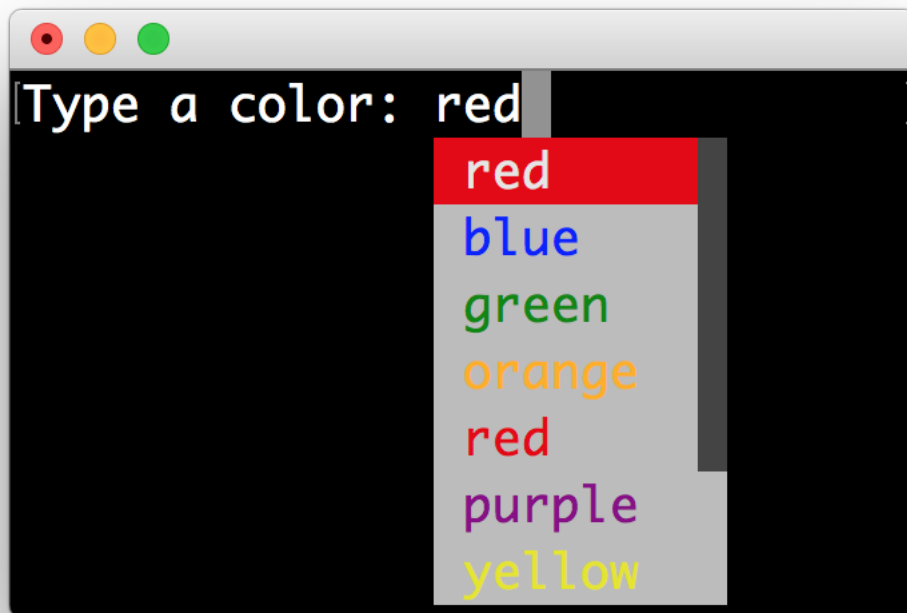 [Type a color: red
red
blue
green
orange
red
purple
yellow